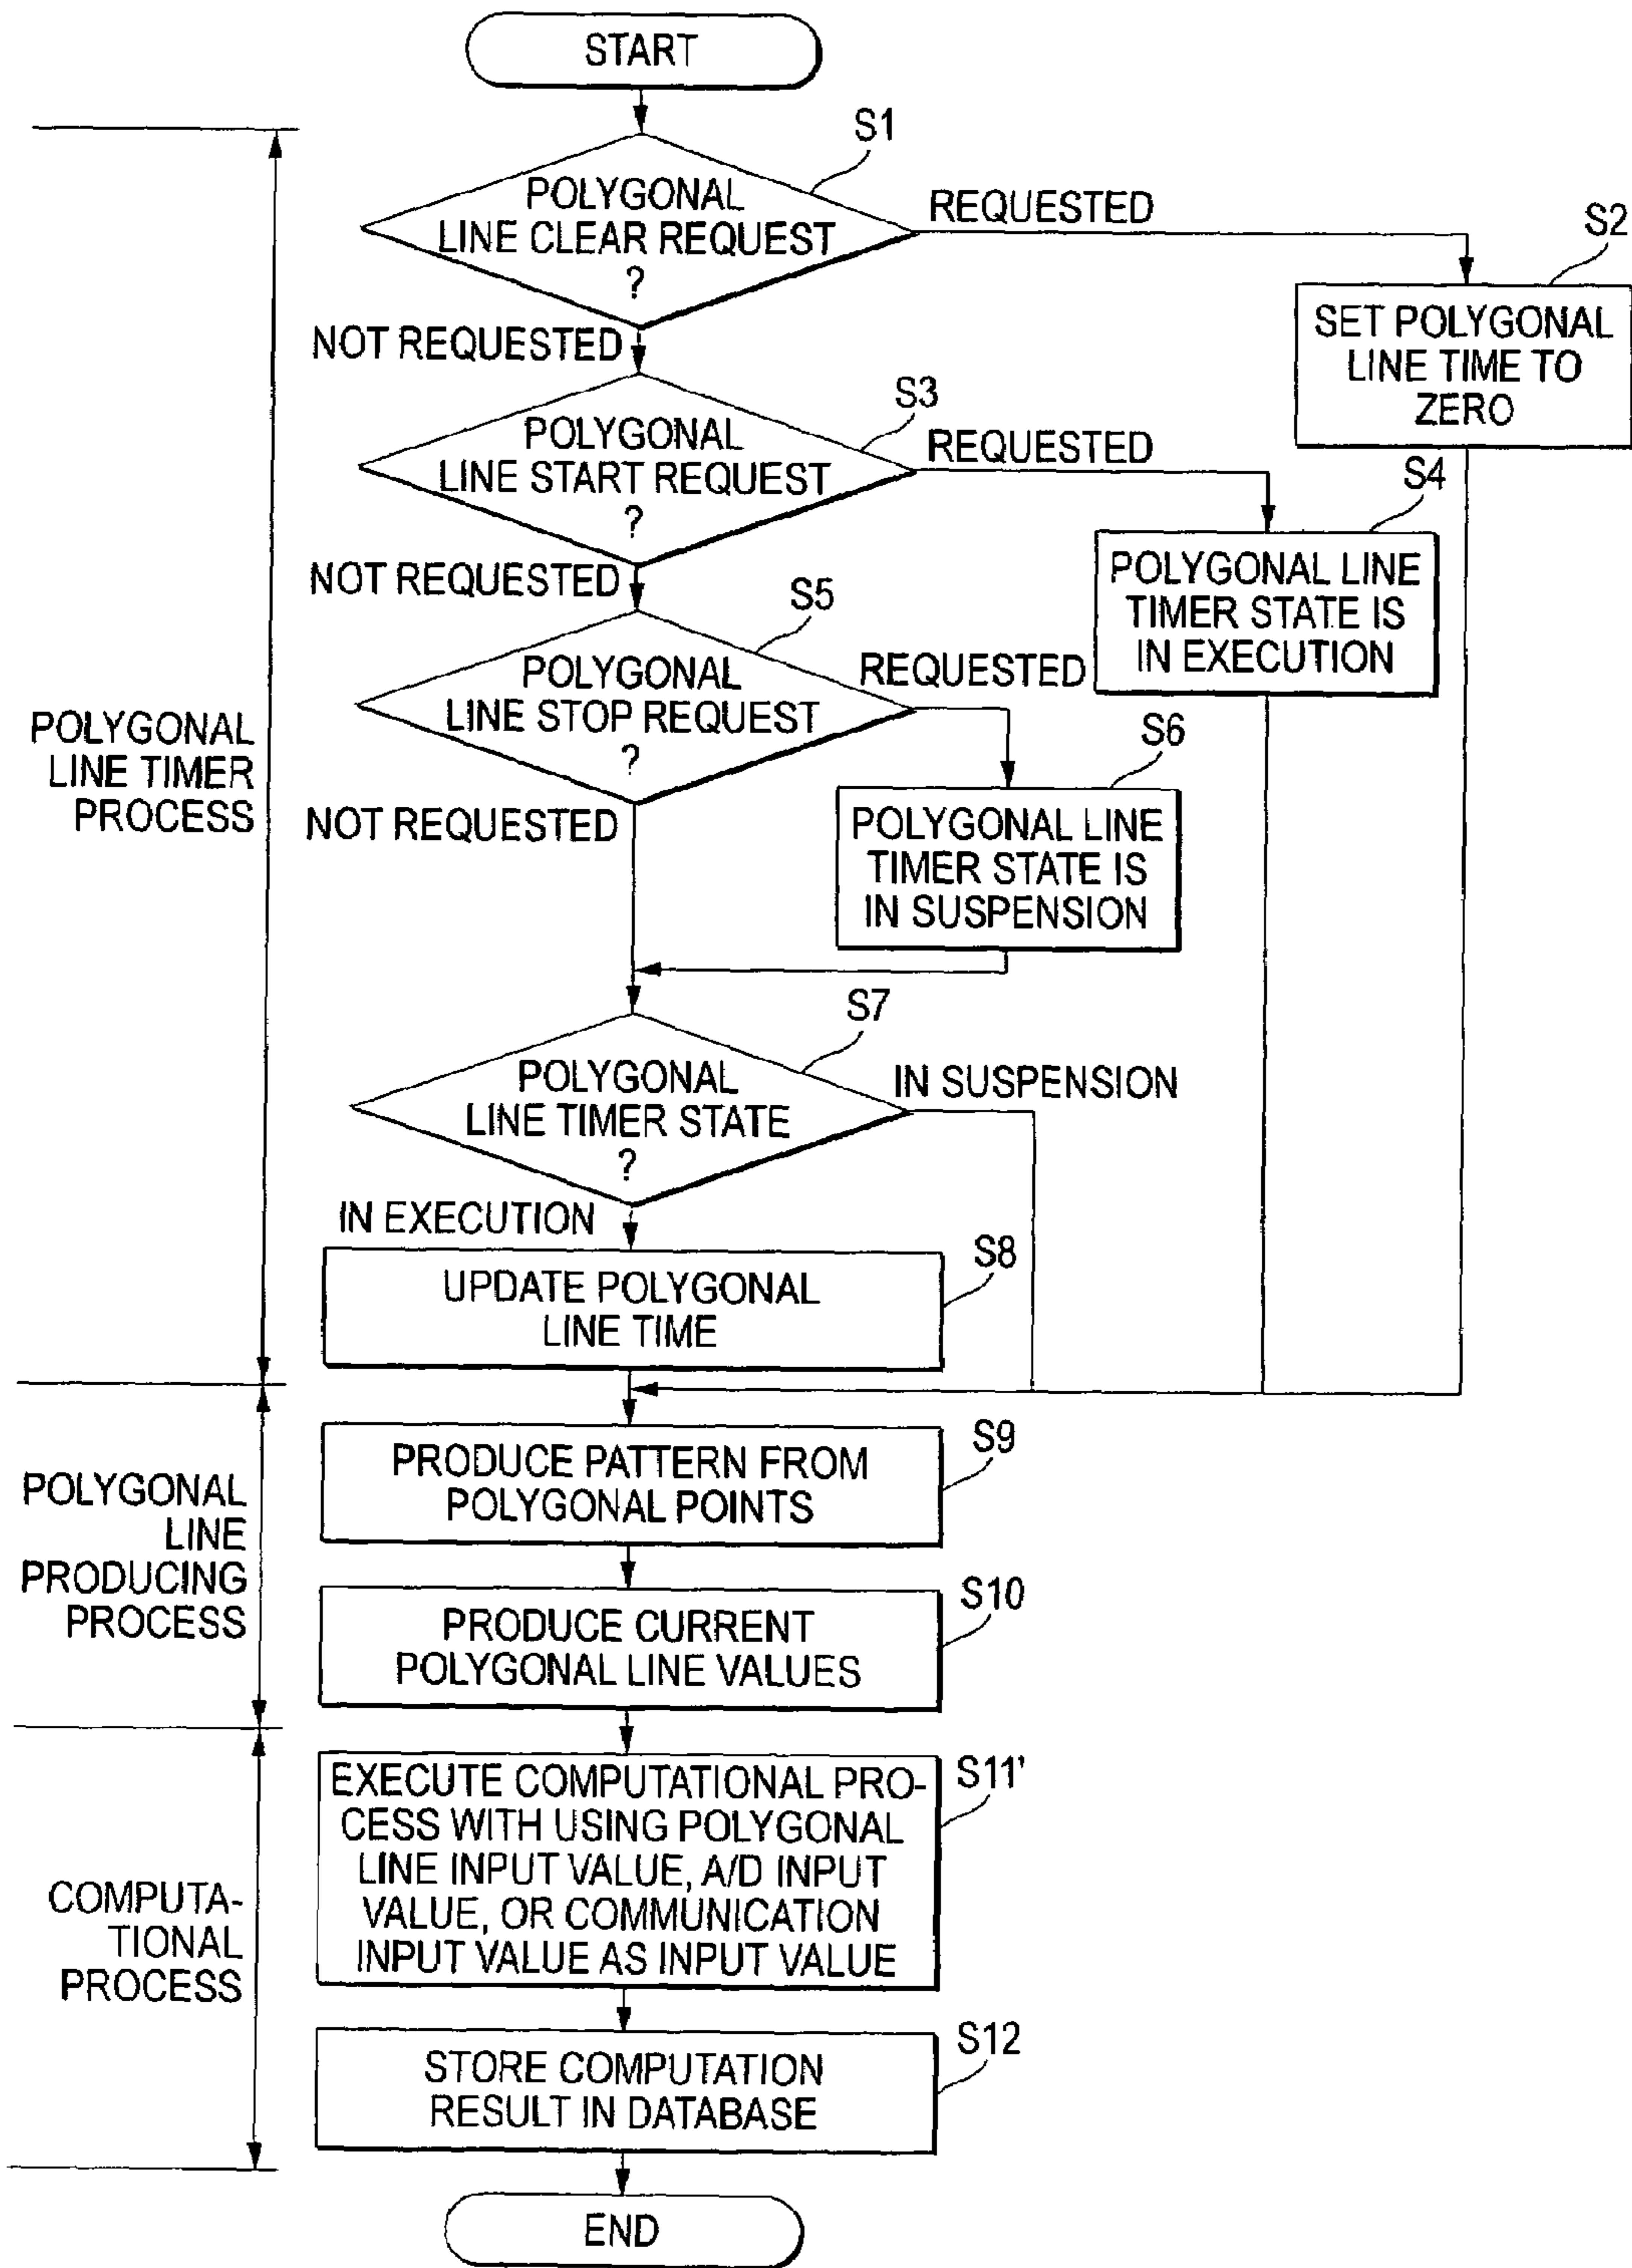 START
S1
POLYGONAL
LINE CLEAR REQUEST
?
REQUESTED
S2
SET POLYGONAL
LINE TIME TO
ZERO
NOT REQUESTED
S3
POLYGONAL
LINE START REQUEST
?
REQUESTED
S4
POLYGONAL LINE
TIMER STATE IS
IN EXECUTION
NOT REQUESTED
S5
POLYGONAL
LINE STOP REQUEST
?
REQUESTED
S6
POLYGONAL LINE
TIMER STATE IS
IN SUSPENSION
NOT REQUESTED
POLYGONAL
LINE TIMER
PROCESS
S7
POLYGONAL
LINE TIMER STATE
?
IN SUSPENSION
IN EXECUTION
S8
UPDATE POLYGONAL
LINE TIME
POLYGONAL
LINE
PRODUCING
PROCESS
S9
PRODUCE PATTERN FROM
POLYGONAL POINTS
S10
PRODUCE CURRENT
POLYGONAL LINE VALUES
COMPUTA-
TIONAL
PROCESS
S11'
EXECUTE COMPUTATIONAL PRO-
CESS WITH USING POLYGONAL
LINE INPUT VALUE, A/D INPUT
VALUE, OR COMMUNICATION
INPUT VALUE AS INPUT VALUE
S12
STORE COMPUTATION
RESULT IN DATABASE
END